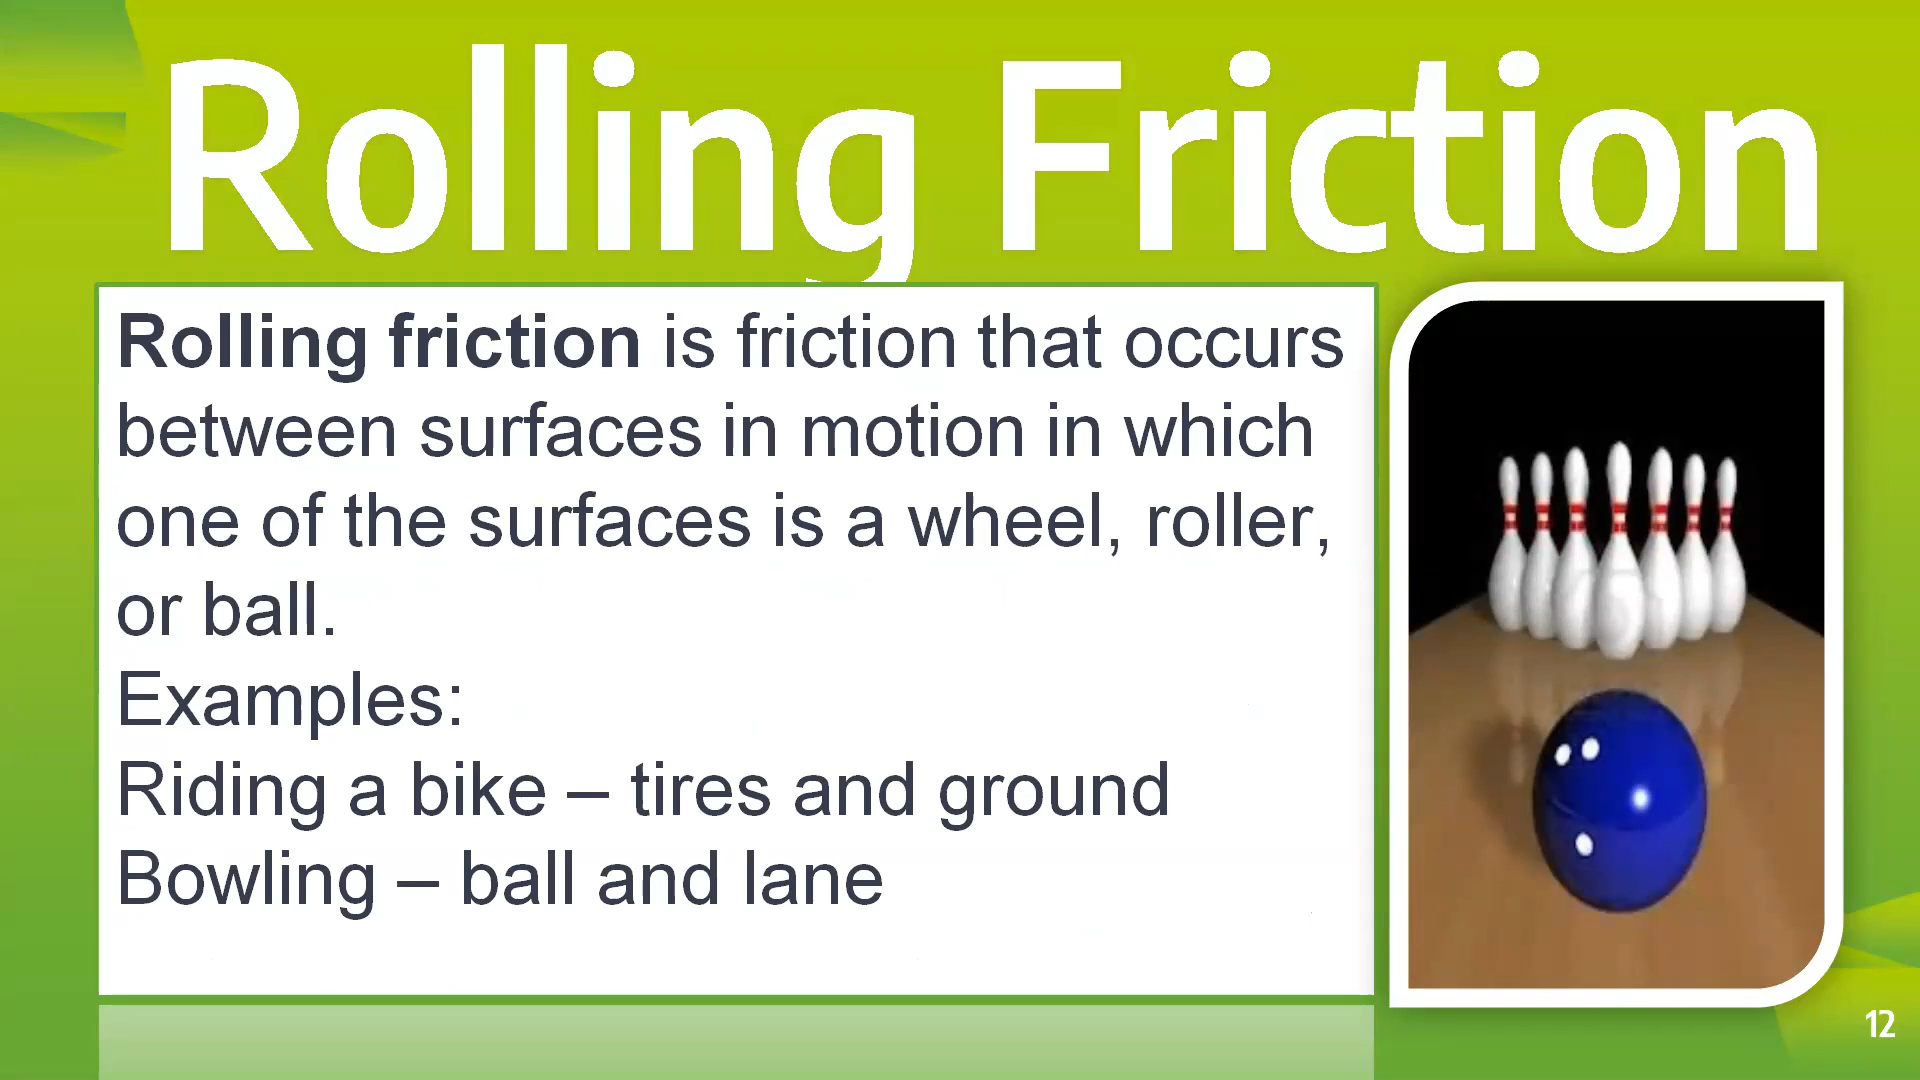 Rolling Friction
Rolling friction is friction that occurs
between surfaces in motion in which
one of the surfaces is a wheel, roller,
or ball.
Examples:
Riding a bike – tires and ground
Bowling – ball and lane
12